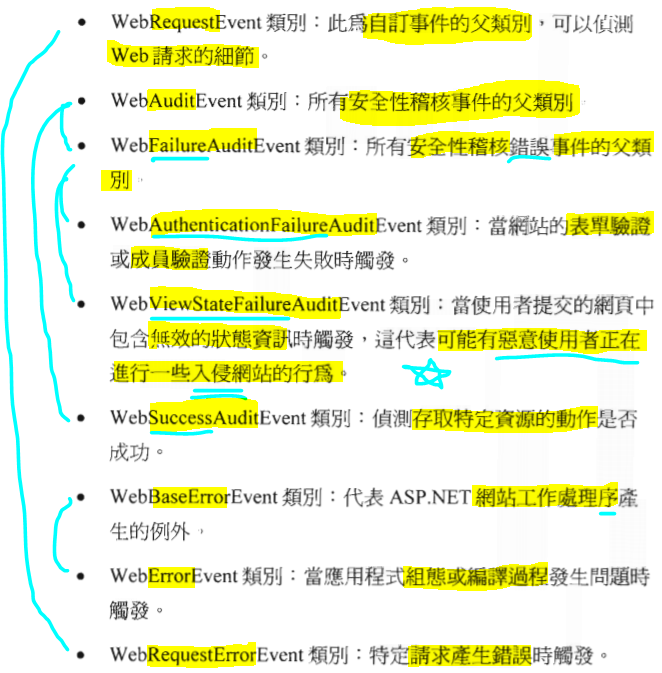 • WebRequestEvent 類別：此為自訂事件的父類別，可以偵測
Web 請求的細節。
• WebAuditEvent 類別：所有安全性稽核事件的父類別。
• WebFailureAuditEvent 類別：所有安全性稽核錯誤事件的父類
別。
• WebAuthenticationFailureAuditEvent 類別：當網站的表單驗證
或成員驗證動作發生失敗時觸發。
• WebViewStateFailureAuditEvent 類別：當使用者提交的網頁中
包含無效的狀態資訊時觸發，這代表可能有惡意使用者正在
進行一些入侵網站的行為。
• WebSuccessAuditEvent 類別：偵測存取特定資源的動作是否
成功。
• WebBaseErrorEvent 類別：代表 ASP.NET 網站工作處理序產
生的例外，
• WebErrorEvent 類別：當應用程式組態或編譯過程發生問題時
觸發。
• WebRequestErrorEvent 類別：特定請求產生錯誤時觸發。